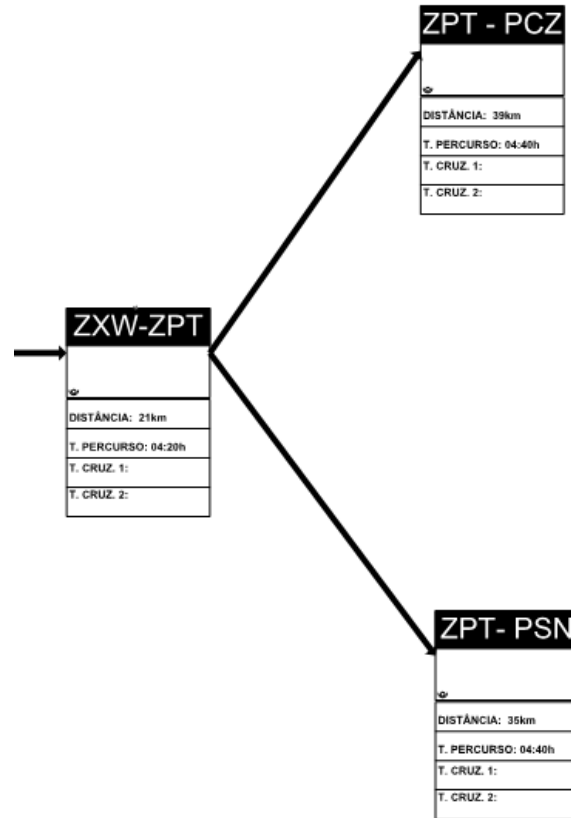 ZPT - PCZ
DISTÂNCIA: 39km
T. PERCURSO: 04:40h
T. CRUZ. 1:
T. CRUZ. 2:
ZXW-ZPT
DISTÂNCIA: 21km
T. PERCURSO: 04:20h
T. CRUZ. 1:
T. CRUZ. 2:
ZPT- PSN
DISTÂNCIA: 35km
T. PERCURSO: 04:40h
T. CRUZ. 1:
T. CRUZ. 2: